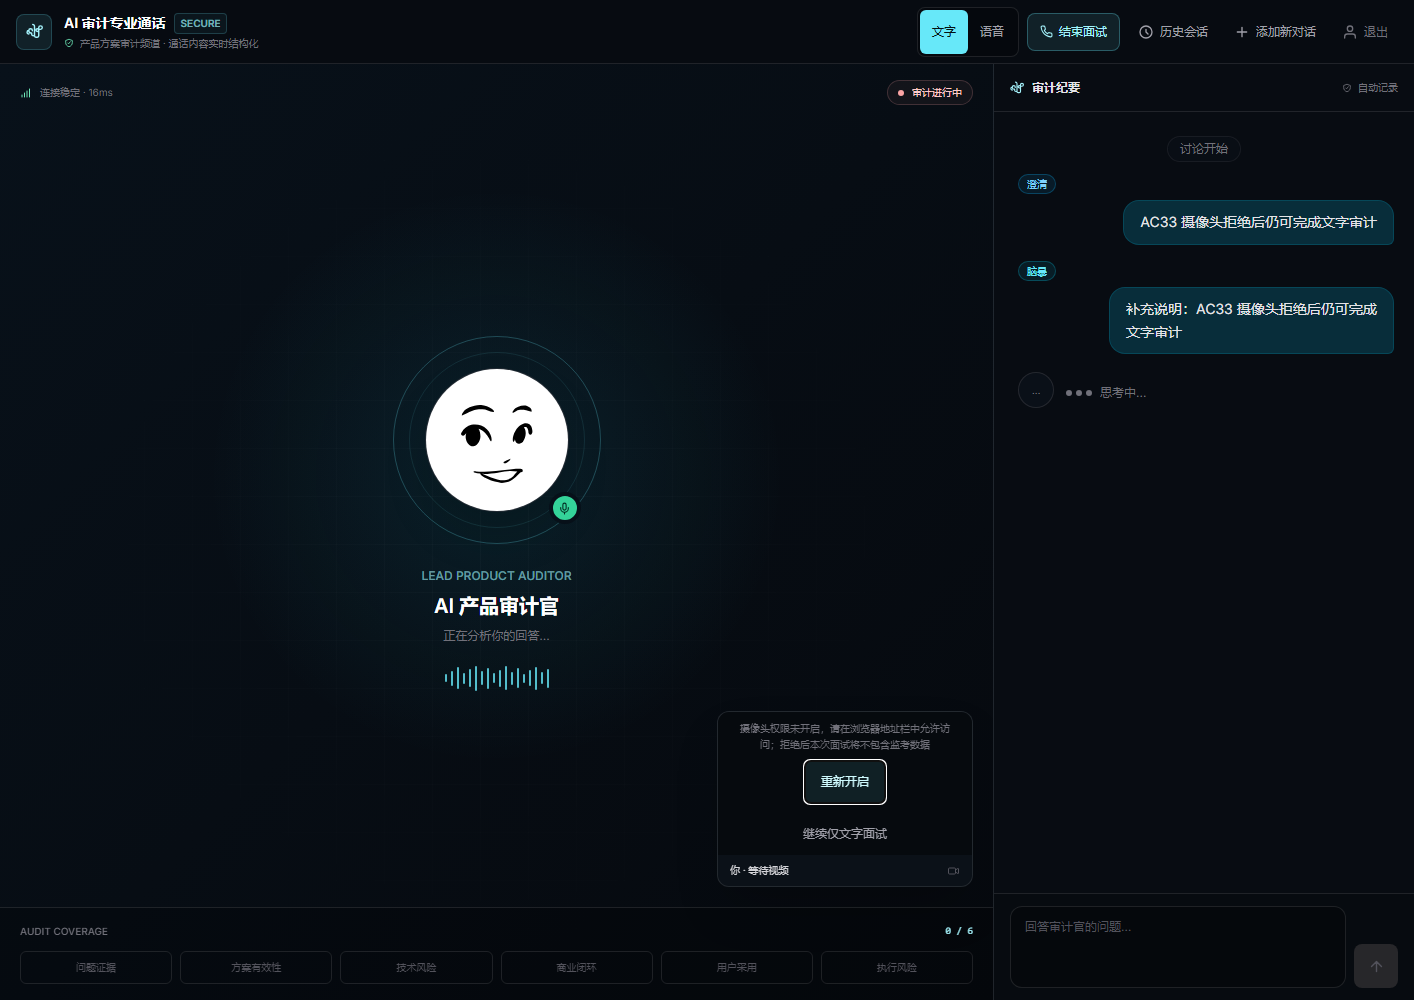 AI 审计专业通话 SECURE
产品方案审计频道 · 通话内容实时结构化
文字 语音 结束面试 历史会话 添加新对话 退出
连接稳定 · 16ms
审计进行中
LEAD PRODUCT AUDITOR
AI 产品审计官
正在分析你的回答...
摄像头权限未开启，请在浏览器地址栏中允许访
问；拒绝后本次面试将不包含监考数据
重新开启
继续仅文字面试
你 · 等待视频
AUDIT COVERAGE 0 / 6
问题证据 方案有效性 技术风险 商业闭环 用户采用 执行风险
审计纪要 自动记录
讨论开始
澄清
AC33 摄像头拒绝后仍可完成文字审计
脑暴
补充说明：AC33 摄像头拒绝后仍可完成
文字审计
... 思考中...
回答审计官的问题...